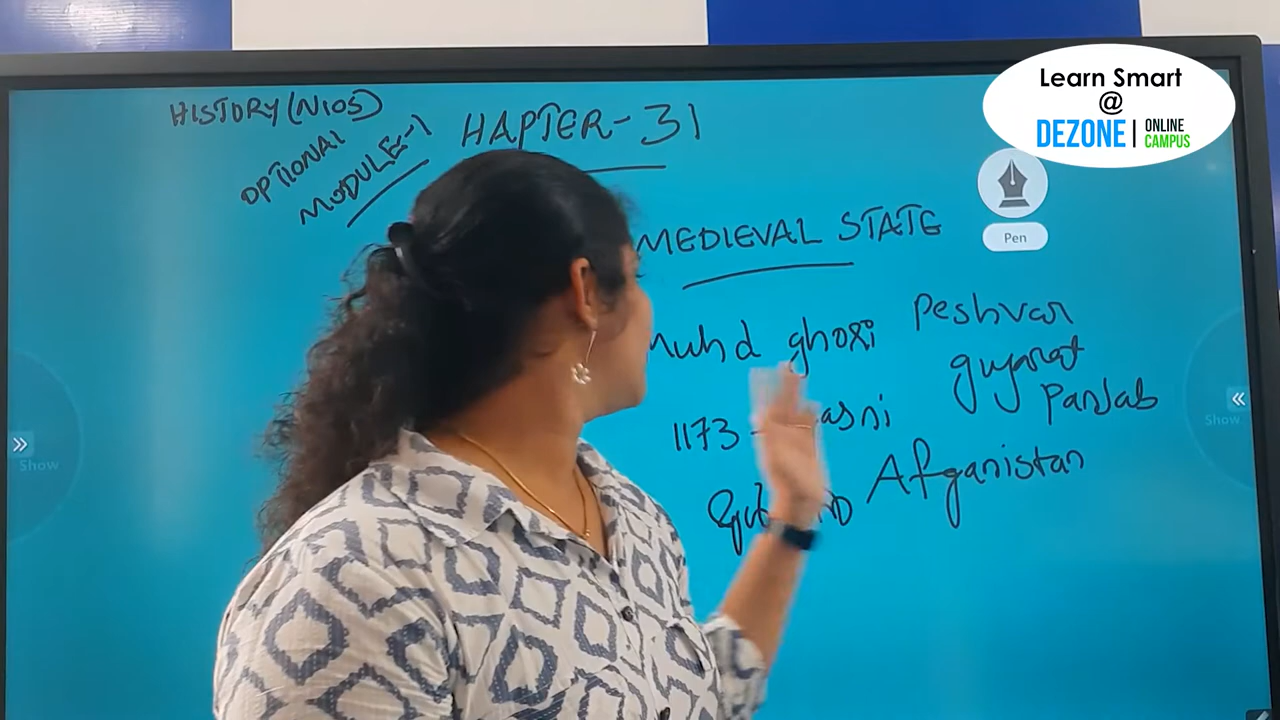 HISTORY (NIOS)
OPTIONAL
MODULE-1
HAPTER-31
MEDIEVAL STATE
muhd ghori
Peshvar
gujarat
Panjab
1173 -
Afganistan
Learn Smart
@
DEZONE | ONLINE CAMPUS
Pen
Show
Show